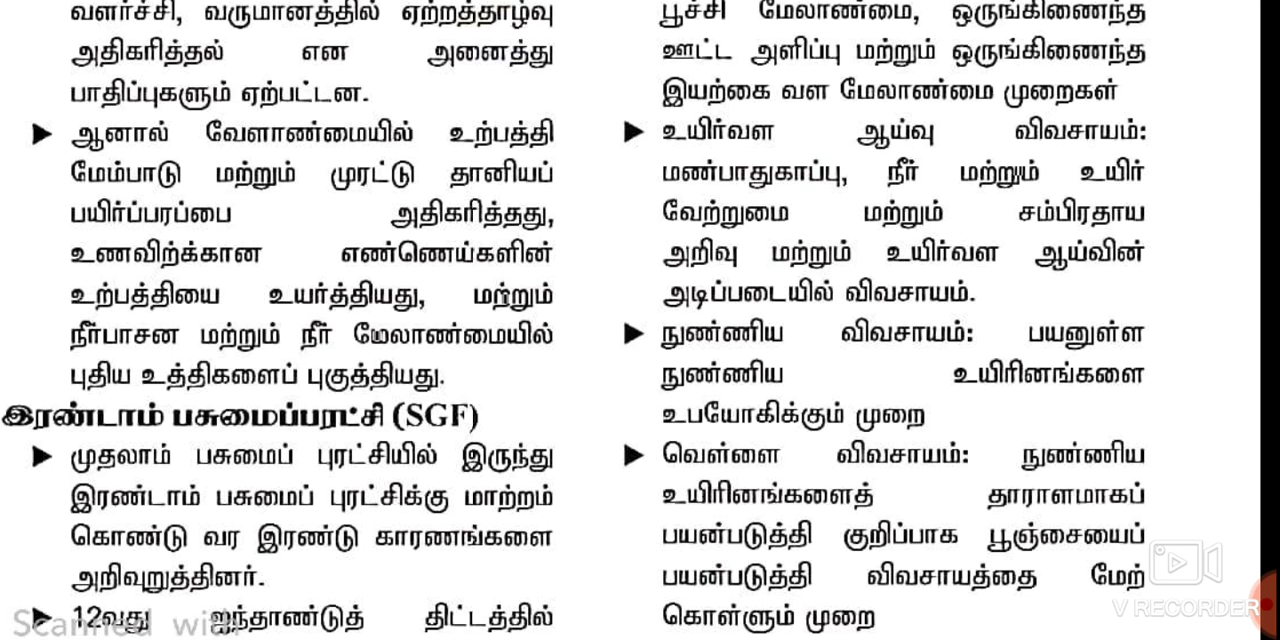 வளர்ச்சி, வருமானத்தில் ஏற்றத்தாழ்வு
அதிகரித்தல் என அனைத்து
பாதிப்புகளும் ஏற்பட்டன.
ஆனால் வேளாண்மையில் உற்பத்தி
மேம்பாடு மற்றும் முரட்டு தானியப்
பயிர்ப்பரப்பை அதிகரித்தது,
உணவிற்க்கான எண்ணெய்களின்
உற்பத்தியை உயர்த்தியது, மற்றும்
நீர்பாசன மற்றும் நீர் மேலாண்மையில்
புதிய உத்திகளைப் புகுத்தியது.
இரண்டாம் பசுமைப்பரட்சி (SGF)
முதலாம் பசுமைப் புரட்சியில் இருந்து
இரண்டாம் பசுமைப் புரட்சிக்கு மாற்றம்
கொண்டு வர இரண்டு காரணங்களை
அறிவுறுத்தினர்.
12வது ஐந்தாண்டுத் திட்டத்தில்
பூச்சி மேலாண்மை, ஒருங்கிணைந்த
ஊட்ட அளிப்பு மற்றும் ஒருங்கிணைந்த
இயற்கை வள மேலாண்மை முறைகள்
உயிர்வள ஆய்வு விவசாயம்:
மண்பாதுகாப்பு, நீர் மற்றும் உயிர்
வேற்றுமை மற்றும் சம்பிரதாய
அறிவு மற்றும் உயிர்வள ஆய்வின்
அடிப்படையில் விவசாயம்.
நுண்ணிய விவசாயம்: பயனுள்ள
நுண்ணிய உயிரினங்களை
உபயோகிக்கும் முறை
வெள்ளை விவசாயம்: நுண்ணிய
உயிரினங்களைத் தாராளமாகப்
பயன்படுத்தி குறிப்பாக பூஞ்சையைப்
பயன்படுத்தி விவசாயத்தை மேற்
கொள்ளும் முறை
Scanned with
V RECORDER